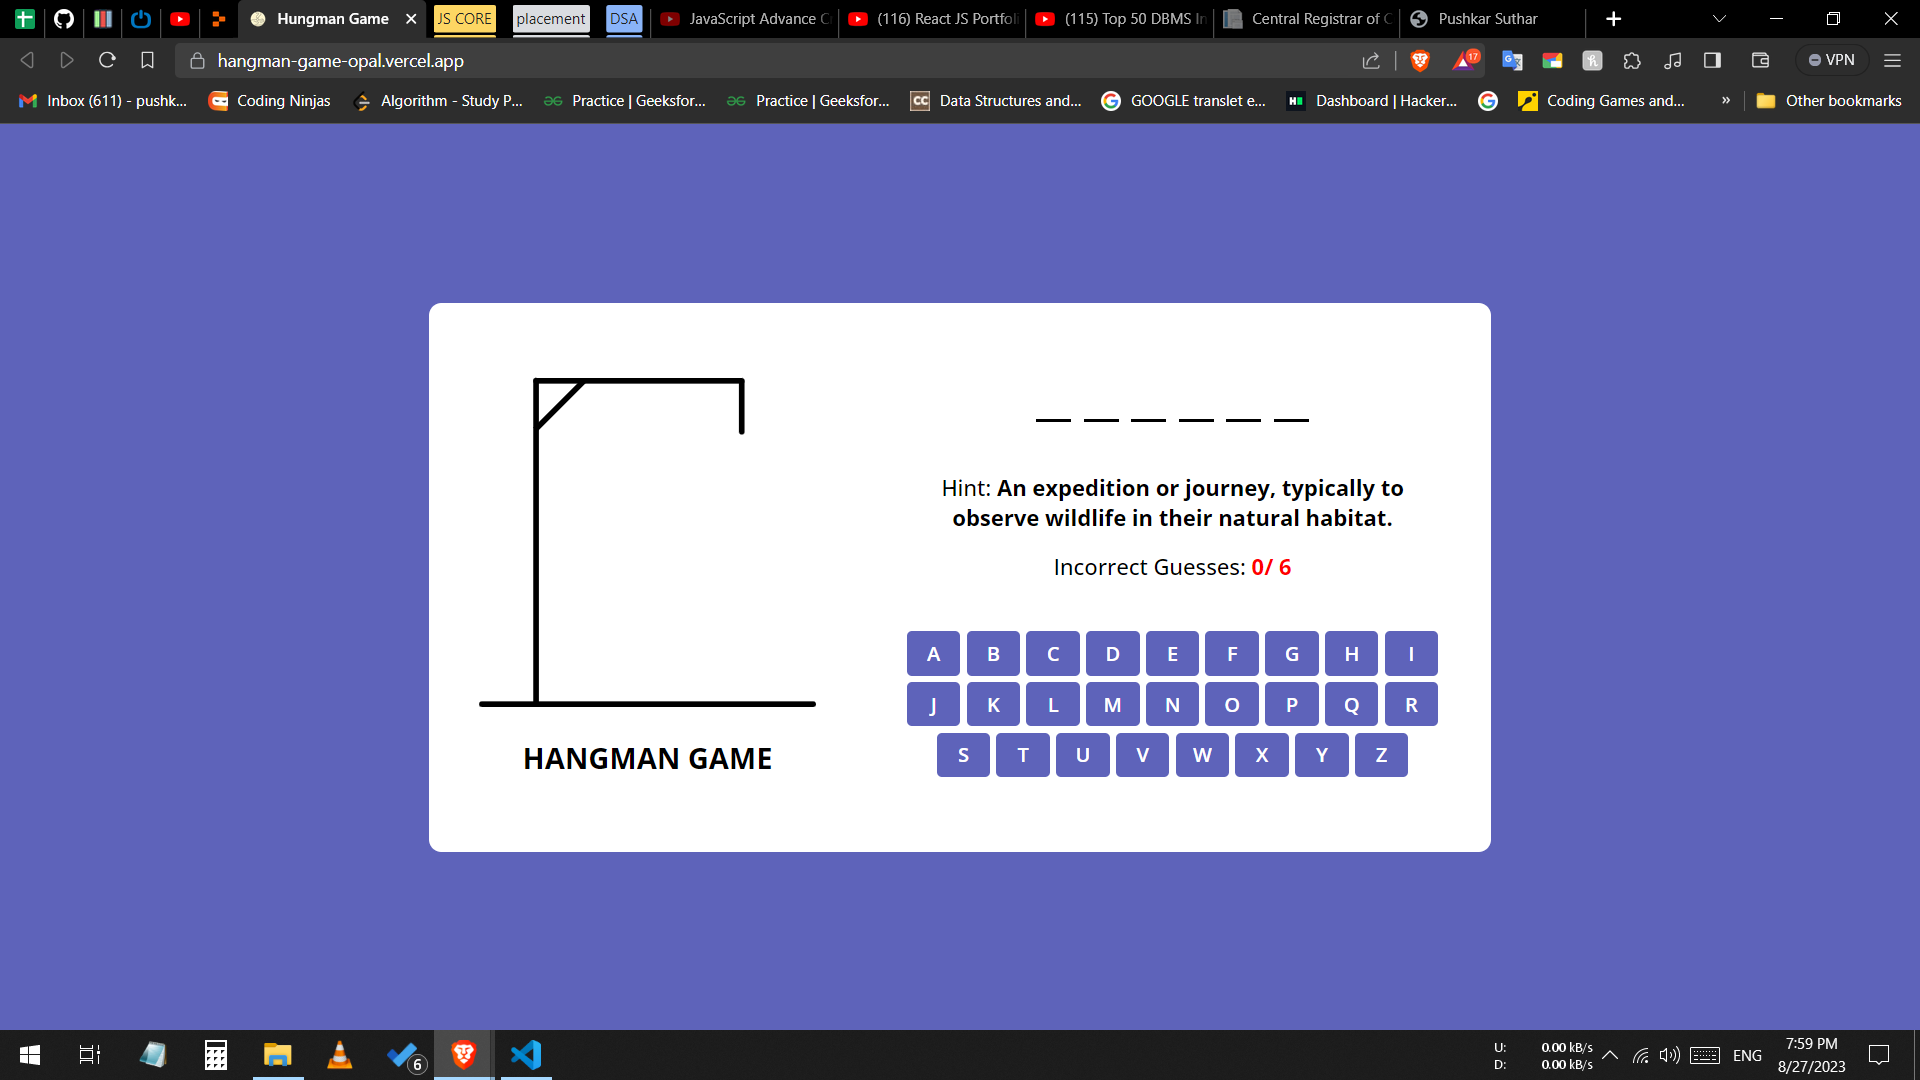 Hungman Game
JS CORE
placement
DSA
JavaScript Advance C
(116) React JS Portfoli
(115) Top 50 DBMS In
Central Registrar of C
Pushkar Suthar
hangman-game-opal.vercel.app
17
VPN
Inbox (611) - pushk...
Coding Ninjas
Algorithm - Study P...
Practice | Geeksfor...
Practice | Geeksfor...
Data Structures and...
GOOGLE translet e...
Dashboard | Hacker...
Coding Games and...
»
Other bookmarks
Hint: An expedition or journey, typically to
observe wildlife in their natural habitat.
Incorrect Guesses: 0/ 6
A B C D E F G H I
J K L M N O P Q R
S T U V W X Y Z
HANGMAN GAME
6
U: 0.00 kB/s
D: 0.00 kB/s
ENG
7:59 PM
8/27/2023